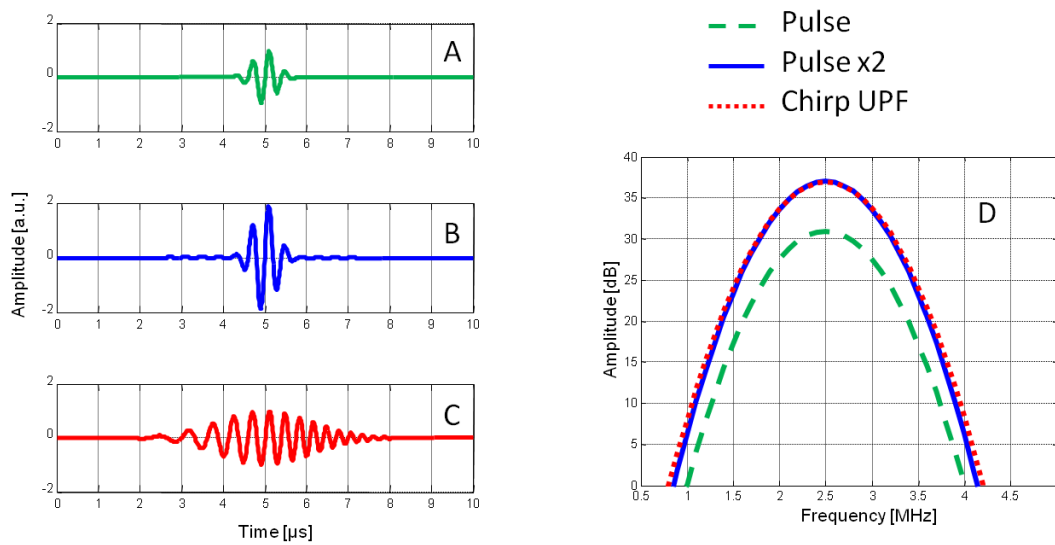 2
0
-2
A
0 1 2 3 4 5 6 7 8 9 10
2
0
-2
B
0 1 2 3 4 5 6 7 8 9 10
2
0
-2
C
0 1 2 3 4 5 6 7 8 9 10
Amplitude [a.u.]
Time [µs]
Pulse
Pulse x2
Chirp UPF
40
35
30
25
20
15
10
5
0
D
0.5 1 1.5 2 2.5 3 3.5 4 4.5
Amplitude [dB]
Frequency [MHz]